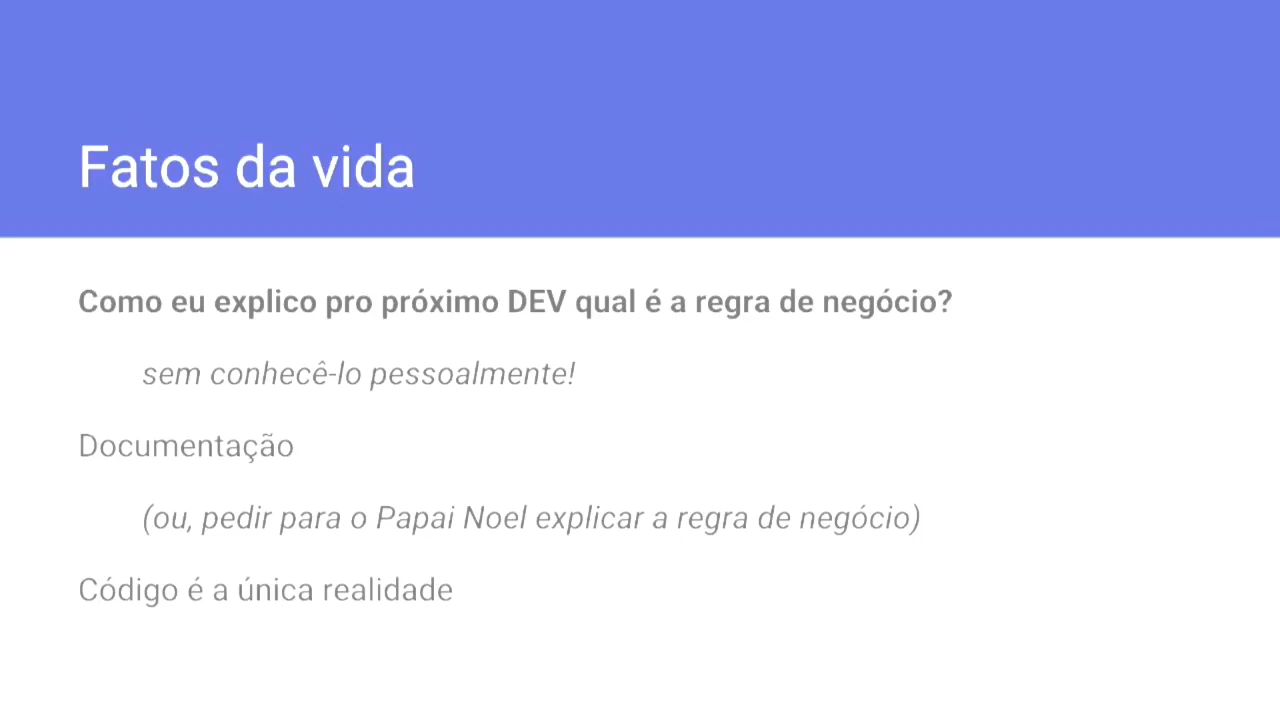 Fatos da vida
Como eu explico pro próximo DEV qual é a regra de negócio?
sem conhecê-lo pessoalmente!
Documentação
(ou, pedir para o Papai Noel explicar a regra de negócio)
Código é a única realidade